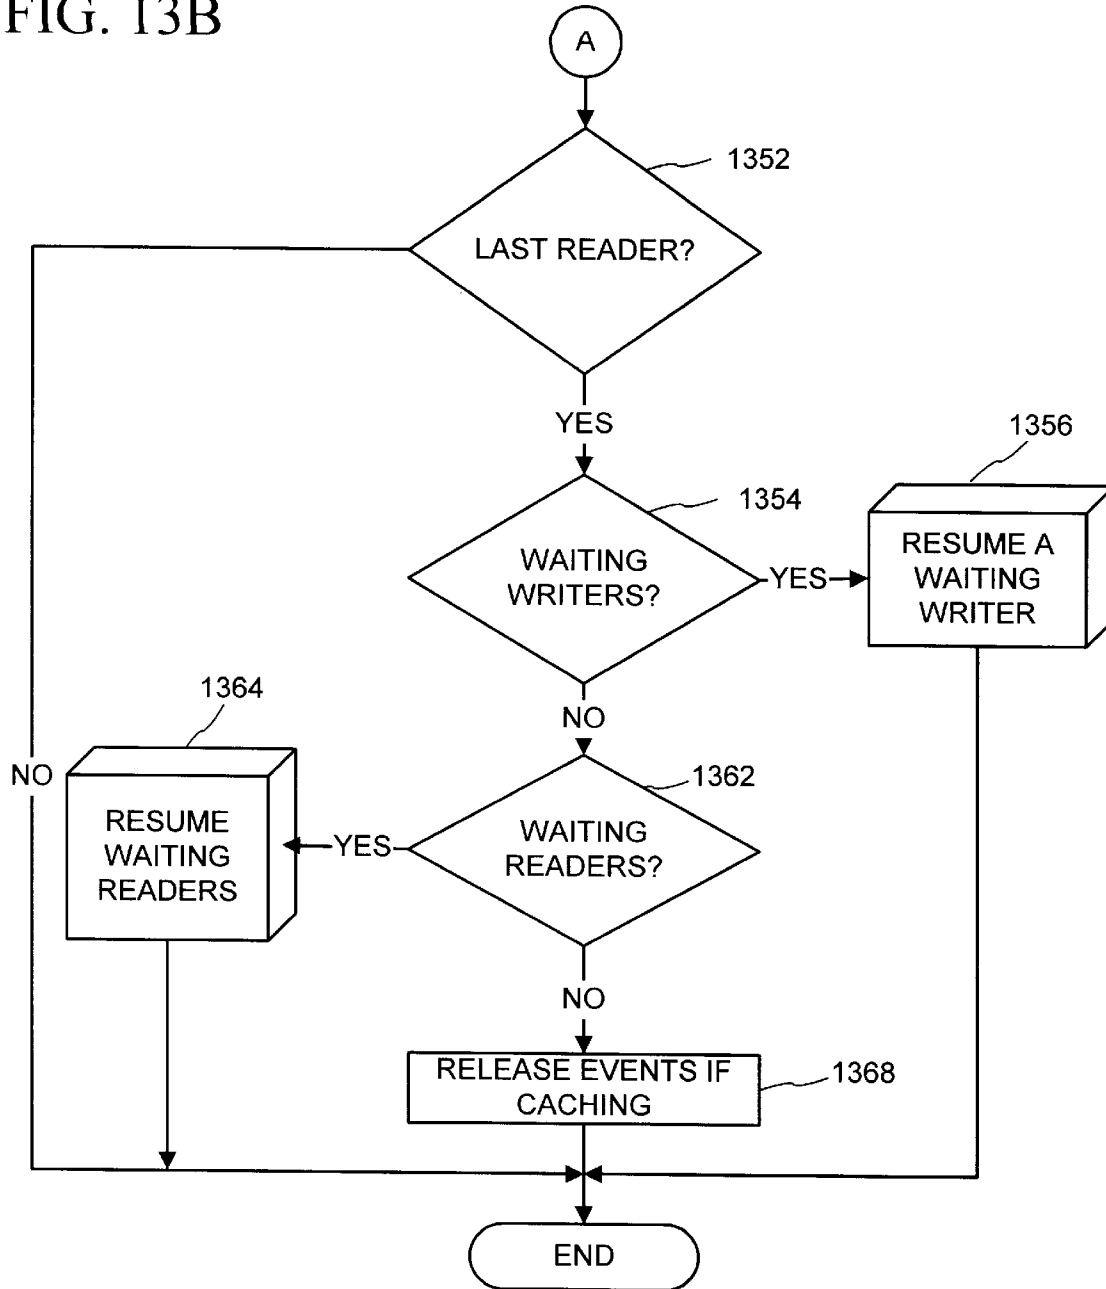 FIG. 13B
A
1352
LAST READER?
YES
1356
1354
WAITING
WRITERS?
YES
RESUME A
WAITING
WRITER
1364
NO
NO
1362
RESUME
WAITING
READERS
YES
WAITING
READERS?
NO
RELEASE EVENTS IF
CACHING
1368
END